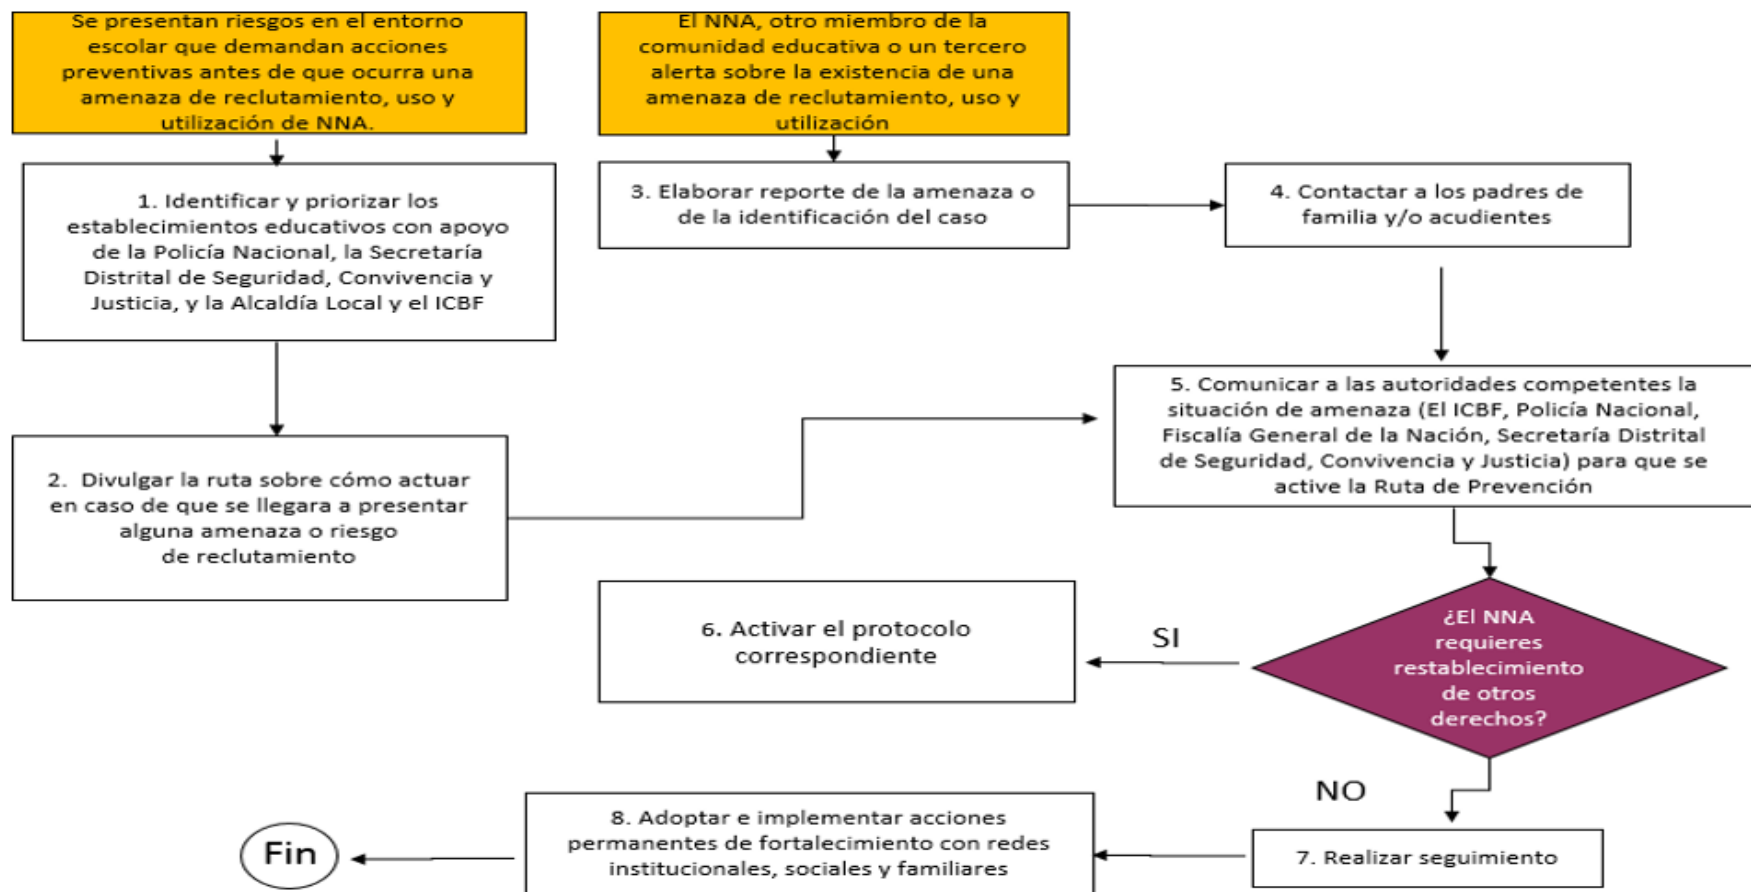 Se presentan riesgos en el entorno
escolar que demandan acciones
preventivas antes de que ocurra una
amenaza de reclutamiento, uso y
utilización de NNA.
El NNA, otro miembro de la
comunidad educativa o un tercero
alerta sobre la existencia de una
amenaza de reclutamiento, uso y
utilización
1. Identificar y priorizar los
establecimientos educativos con apoyo
de la Policía Nacional, la Secretaría
Distrital de Seguridad, Convivencia y
Justicia, y la Alcaldía Local y el ICBF
3. Elaborar reporte de la amenaza o
de la identificación del caso
4. Contactar a los padres de
familia y/o acudientes
2. Divulgar la ruta sobre cómo actuar
en caso de que se llegara a presentar
alguna amenaza o riesgo
de reclutamiento
5. Comunicar a las autoridades competentes la
situación de amenaza (El ICBF, Policía Nacional,
Fiscalía General de la Nación, Secretaría Distrital
de Seguridad, Convivencia y Justicia) para que se
active la Ruta de Prevención
6. Activar el protocolo
correspondiente
SI
¿El NNA
requieres
restablecimiento
de otros
derechos?
NO
7. Realizar seguimiento
8. Adoptar e implementar acciones
permanentes de fortalecimiento con redes
institucionales, sociales y familiares
Fin